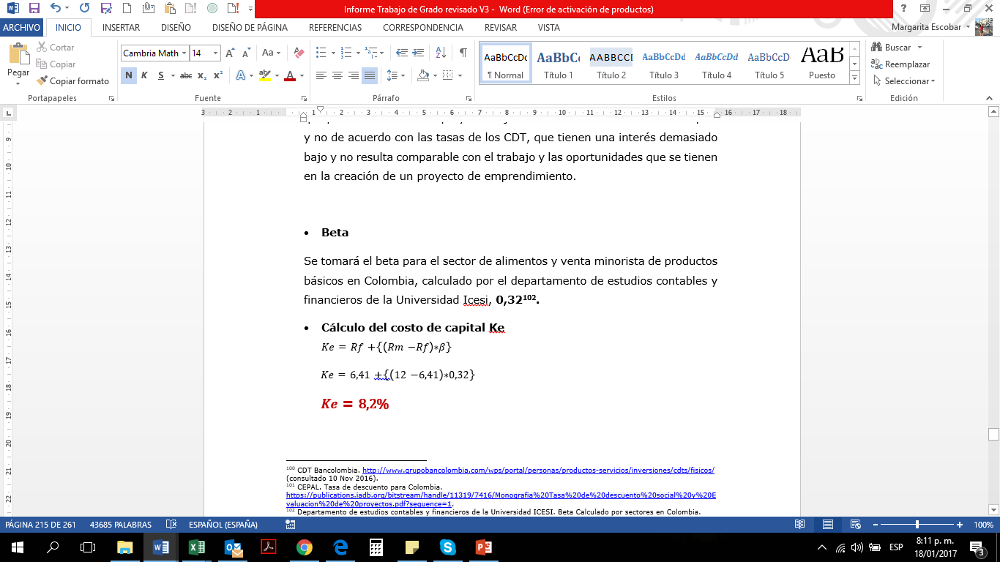 Informe Trabajo de Grado revisado V3 - Word (Error de activación de productos)
ARCHIVO INICIO INSERTAR DISEÑO DISEÑO DE PÁGINA REFERENCIAS CORRESPONDENCIA REVISAR VISTA Margarita Escobar
Pegar
Cortar
Copiar
Copiar formato
Portapapeles
Cambria Math 14
N K S abc x₂ x²
Fuente
Párrafo
AaBbCcDc AaBbC AABBCCI AaBbCcDd AaBbCcDd AaBbCcD AaB
¶ Normal Título 1 Título 2 Título 3 Título 4 Título 5 Puesto
Estilos
Buscar
Reemplazar
Seleccionar
Edición
3 2 1 1 2 3 4 5 6 7 8 9 10 11 12 13 14 15 16 17 18
9
10
11
12
13
14
15
16
17
18
19
20
21
22
y no de acuerdo con las tasas de los CDT, que tienen una interés demasiado
bajo y no resulta comparable con el trabajo y las oportunidades que se tienen
en la creación de un proyecto de emprendimiento.
• Beta
Se tomará el beta para el sector de alimentos y venta minorista de productos
básicos en Colombia, calculado por el departamento de estudios contables y
financieros de la Universidad Icesi, 0,32¹⁰².
• Cálculo del costo de capital Ke
Ke = Rf +{(Rm −Rf)∗β}
Ke = 6,41 +{(12 −6,41)∗0,32}
Ke = 8,2%
¹⁰⁰ CDT Bancolombia. http://www.grupobancolombia.com/wps/portal/personas/productos-servicios/inversiones/cdts/fisicos/
(consultado 10 Nov 2016).
¹⁰¹ CEPAL. Tasa de descuento para Colombia.
https://publications.iadb.org/bitstream/handle/11319/7416/Monografia%20Tasa%20de%20descuento%20social%20y%20E
valuacion%20de%20proyectos.pdf?sequence=1.
¹⁰² Departamento de estudios contables y financieros de la Universidad ICESI. Beta Calculado por sectores en Colombia.
PÁGINA 215 DE 261 43685 PALABRAS ESPAÑOL (ESPAÑA) 100%
ESP
8:11 p. m.
18/01/2017
3